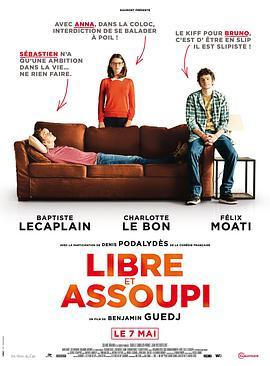 GAUMONT PRÉSENTE
AVEC ANNA, DANS LA COLOC,
INTERDICTION DE SE BALADER
À POIL !
SÉBASTIEN N'A
QU'UNE AMBITION
DANS LA VIE...
NE RIEN FAIRE.
LE KIFF POUR BRUNO,
C'EST D' ÊTRE EN SLIP
IL EST SLIPISTE !
BAPTISTE
LECAPLAIN
CHARLOTTE
LE BON
FÉLIX
MOATI
AVEC LA PARTICIPATION DE DENIS PODALYDÈS DE LA COMÉDIE FRANÇAISE
LIBRE
ET
ASSOUPI
UN FILM DE BENJAMIN GUEDJ
LE 7 MAI